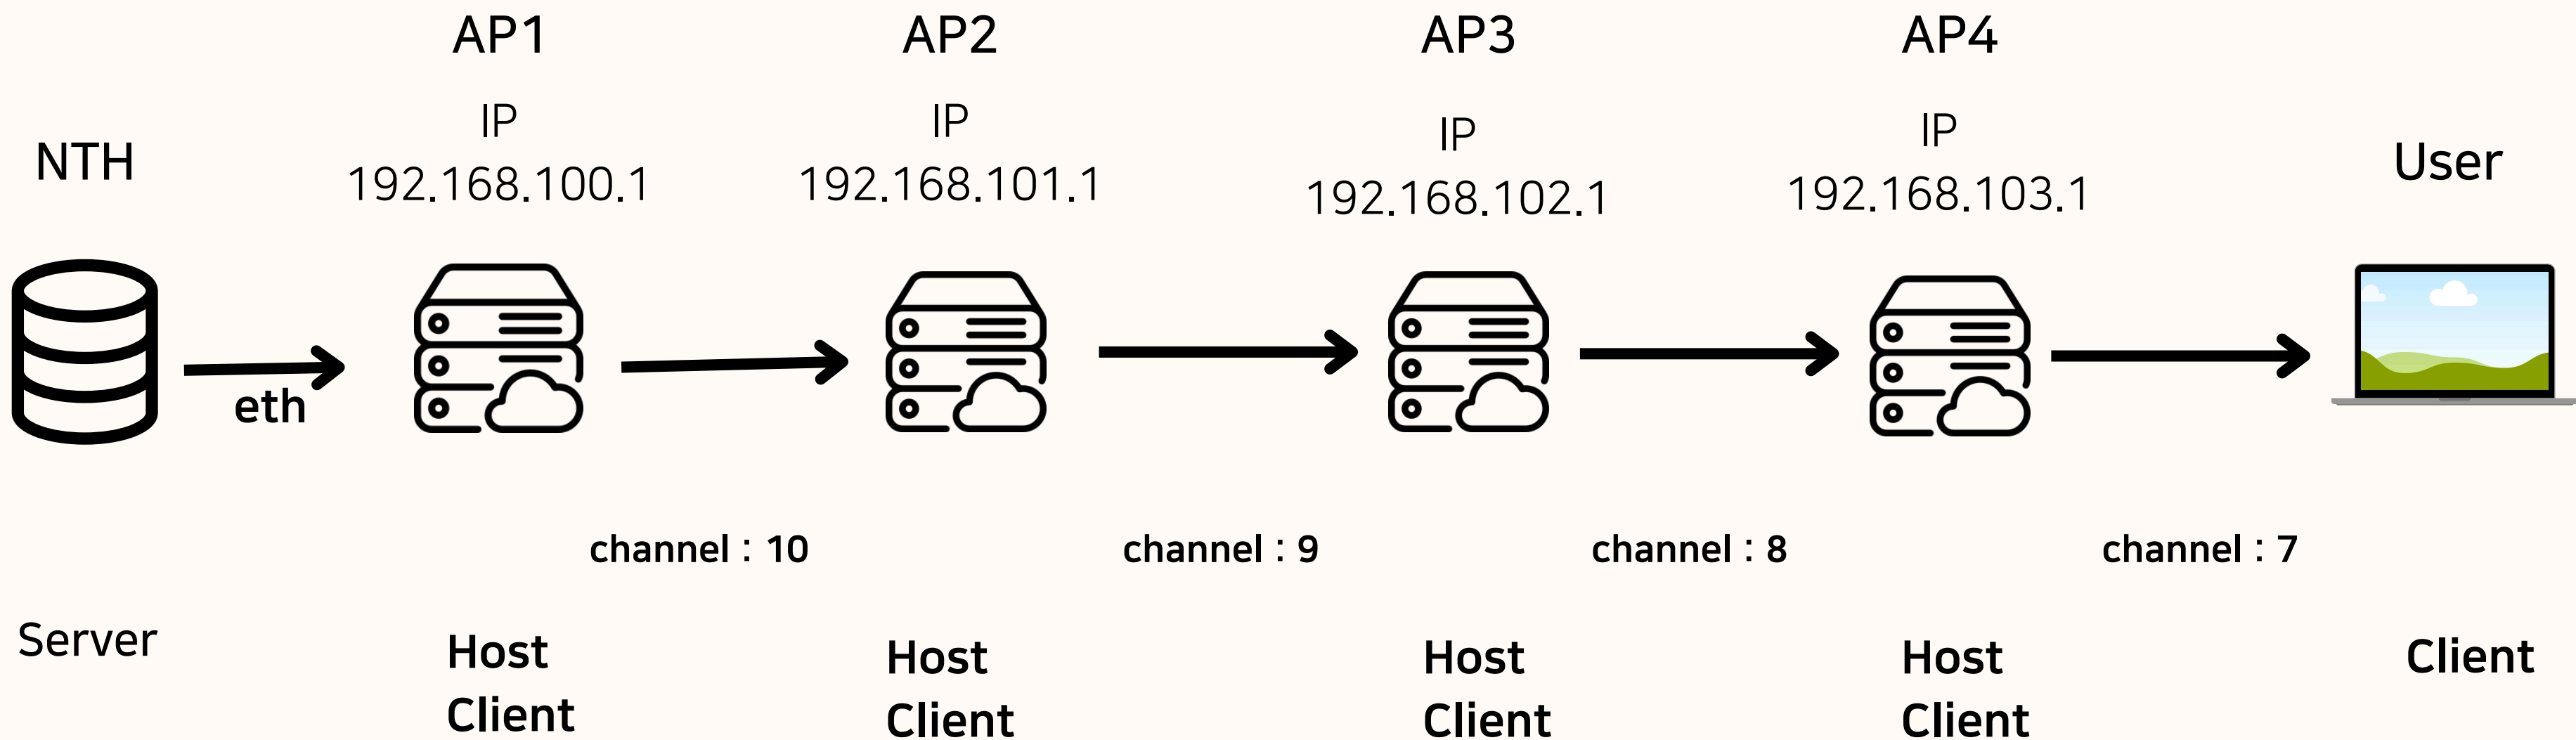 NTH
AP1
IP
192.168.100.1
AP2
IP
192.168.101.1
AP3
IP
192.168.102.1
AP4
IP
192.168.103.1
User
eth
channel : 10
channel : 9
channel : 8
channel : 7
Server
Host
Client
Host
Client
Host
Client
Host
Client
Client